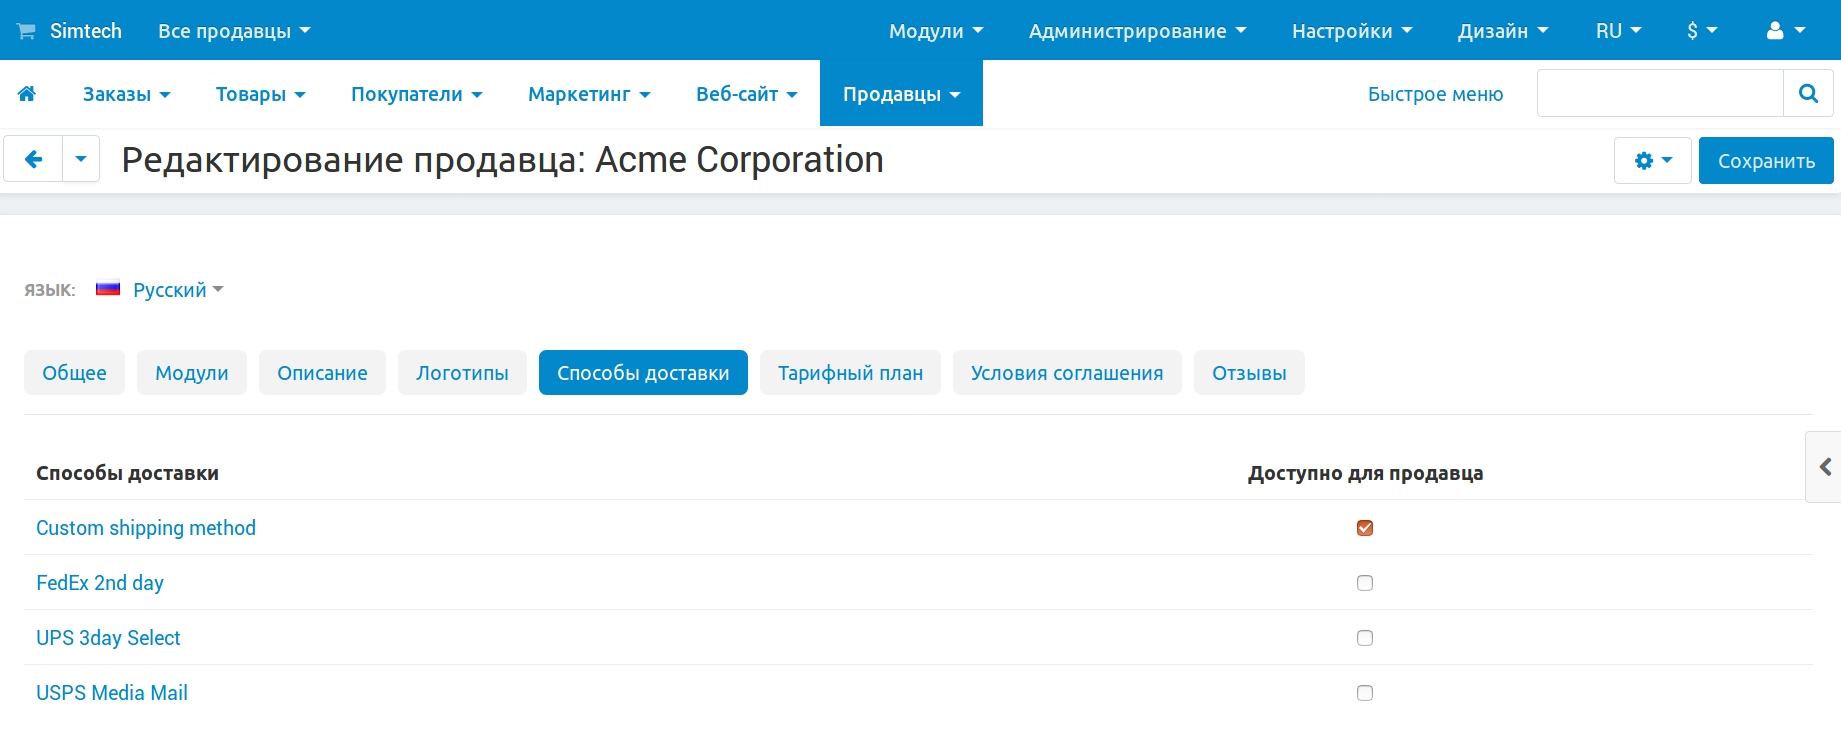 Simtech Все продавцы Модули Администрирование Настройки Дизайн RU $
Заказы Товары Покупатели Маркетинг Веб-сайт Продавцы Быстрое меню
Редактирование продавца: Acme Corporation Сохранить
ЯЗЫК: Русский
Общее Модули Описание Логотипы Способы доставки Тарифный план Условия соглашения Отзывы
Способы доставки Доступно для продавца
Custom shipping method
FedEx 2nd day
UPS 3day Select
USPS Media Mail